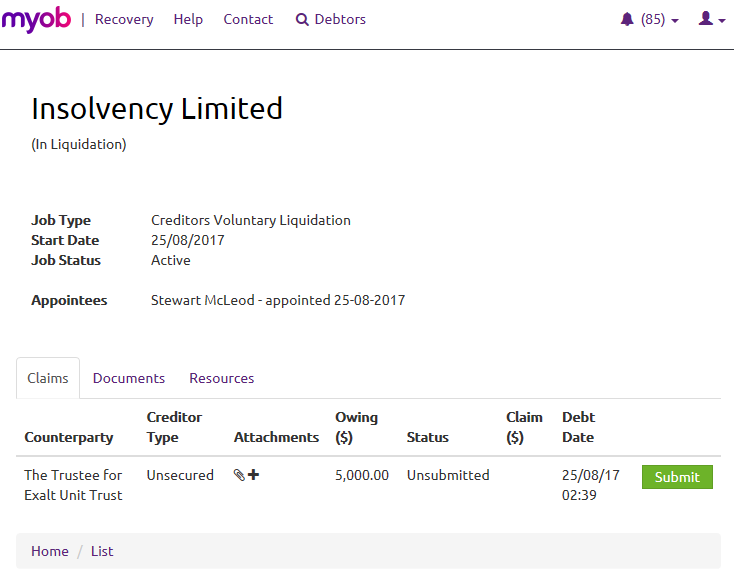 myob | Recovery Help Contact Debtors (85)
Insolvency Limited
(In Liquidation)
Job Type Creditors Voluntary Liquidation
Start Date 25/08/2017
Job Status Active
Appointees Stewart McLeod - appointed 25-08-2017
Claims Documents Resources
Counterparty Creditor Type Attachments Owing ($) Status Claim ($) Debt Date
The Trustee for Exalt Unit Trust Unsecured 5,000.00 Unsubmitted 25/08/17 02:39 Submit
Home / List